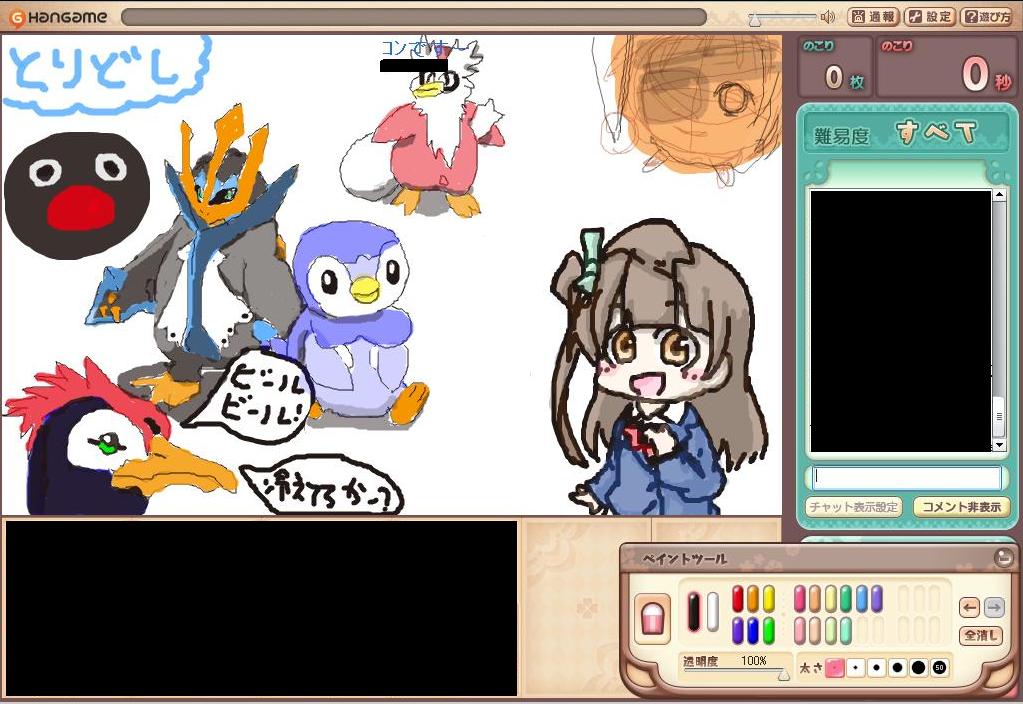 HANGAME
通報
設定
遊び方
とりどし
コンです～
のこり
0枚
のこり
0秒
難易度 すべて
ビール
ビール!
冷えてるか～?
チャット表示設定
コメント非表示
ペイントツール
全消し
透明度 100%
太さ
50